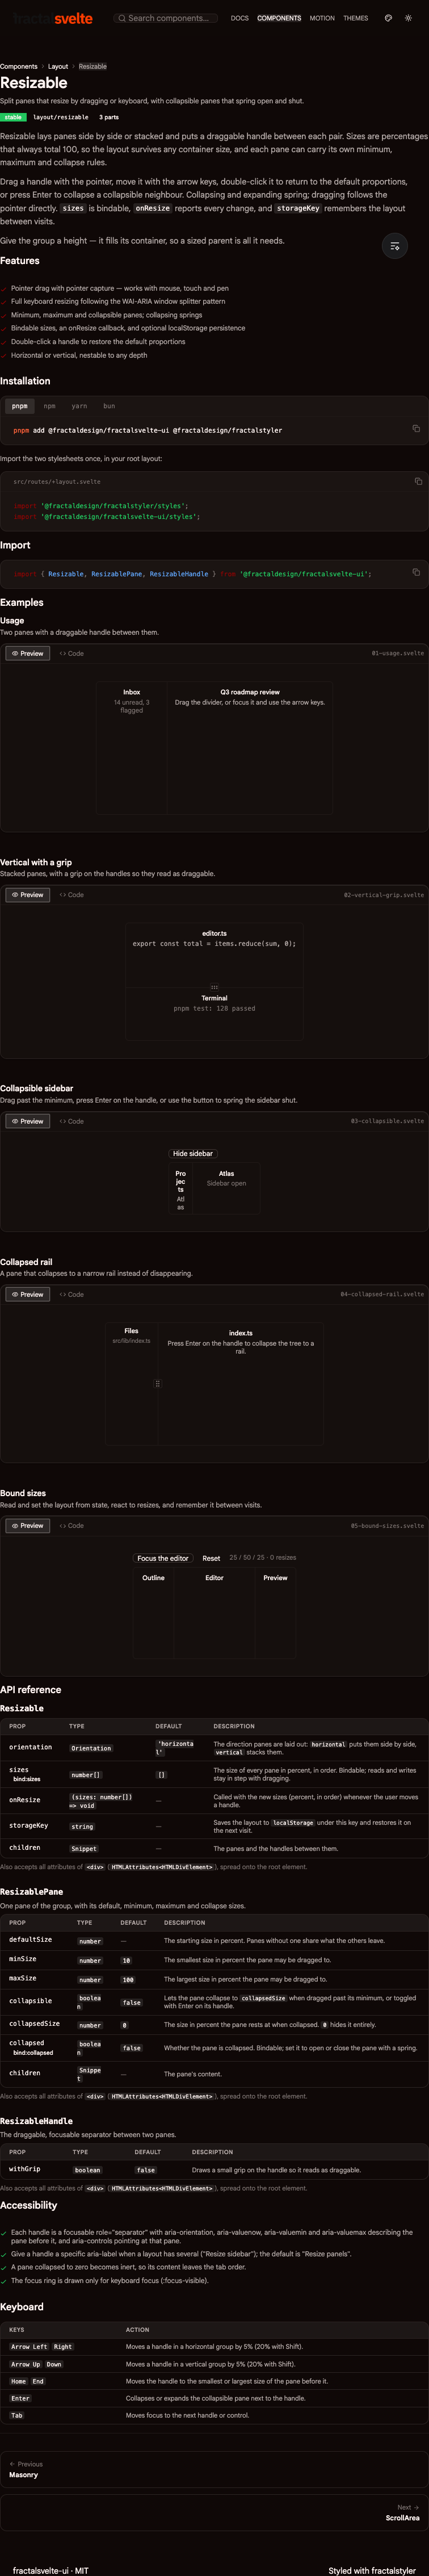 fractalsvelte
Search components...
DOCS COMPONENTS MOTION THEMES
Components > Layout > Resizable
Resizable
Split panes that resize by dragging or keyboard, with collapsible panes that spring open and shut.
stable layout/resizable 3 parts
Resizable lays panes side by side or stacked and puts a draggable handle between each pair. Sizes are percentages
that always total 100, so the layout survives any container size, and each pane can carry its own minimum,
maximum and collapse rules.
Drag a handle with the pointer, move it with the arrow keys, double-click it to return to the default proportions,
or press Enter to collapse a collapsible neighbour. Collapsing and expanding spring; dragging follows the
pointer directly. sizes is bindable, onResize reports every change, and storageKey remembers the layout
between visits.
Give the group a height — it fills its container, so a sized parent is all it needs.
Features
Pointer drag with pointer capture — works with mouse, touch and pen
Full keyboard resizing following the WAI-ARIA window splitter pattern
Minimum, maximum and collapsible panes; collapsing springs
Bindable sizes, an onResize callback, and optional localStorage persistence
Double-click a handle to restore the default proportions
Horizontal or vertical, nestable to any depth
Installation
pnpm npm yarn bun
pnpm add @fractaldesign/fractalsvelte-ui @fractaldesign/fractalstyler
Import the two stylesheets once, in your root layout:
src/routes/+layout.svelte
import '@fractaldesign/fractalstyler/styles';
import '@fractaldesign/fractalsvelte-ui/styles';
Import
import { Resizable, ResizablePane, ResizableHandle } from '@fractaldesign/fractalsvelte-ui';
Examples
Usage
Two panes with a draggable handle between them.
Preview <> Code 01-usage.svelte
Inbox
14 unread, 3
flagged
Q3 roadmap review
Drag the divider, or focus it and use the arrow keys.
Vertical with a grip
Stacked panes, with a grip on the handles so they read as draggable.
Preview <> Code 02-vertical-grip.svelte
editor.ts
export const total = items.reduce(sum, 0);
Terminal
pnpm test: 128 passed
Collapsible sidebar
Drag past the minimum, press Enter on the handle, or use the button to spring the sidebar shut.
Preview <> Code 03-collapsible.svelte
Hide sidebar
Pro
jec
ts
Atl
as
Atlas
Sidebar open
Collapsed rail
A pane that collapses to a narrow rail instead of disappearing.
Preview <> Code 04-collapsed-rail.svelte
Files
src/lib/index.ts
index.ts
Press Enter on the handle to collapse the tree to a
rail.
Bound sizes
Read and set the layout from state, react to resizes, and remember it between visits.
Preview <> Code 05-bound-sizes.svelte
Focus the editor Reset 25 / 50 / 25 · 0 resizes
Outline Editor Preview
API reference
Resizable
PROP TYPE DEFAULT DESCRIPTION
orientation Orientation 'horizonta
l' The direction panes are laid out: horizontal puts them side by side,
vertical stacks them.
sizes
bind:sizes number[] [] The size of every pane in percent, in order. Bindable; reads and writes
stay in step with dragging.
onResize (sizes: number[])
=> void — Called with the new sizes (percent, in order) whenever the user moves
a handle.
storageKey string — Saves the layout to localStorage under this key and restores it on
the next visit.
children Snippet — The panes and the handles between them.
Also accepts all attributes of <div> ( HTMLAttributes<HTMLDivElement> ), spread onto the root element.
ResizablePane
One pane of the group, with its default, minimum, maximum and collapse sizes.
PROP TYPE DEFAULT DESCRIPTION
defaultSize number — The starting size in percent. Panes without one share what the others leave.
minSize number 10 The smallest size in percent the pane may be dragged to.
maxSize number 100 The largest size in percent the pane may be dragged to.
collapsible boolea
n false Lets the pane collapse to collapsedSize when dragged past its minimum, or toggled
with Enter on its handle.
collapsedSize number 0 The size in percent the pane rests at when collapsed. 0 hides it entirely.
collapsed
bind:collapsed boolea
n false Whether the pane is collapsed. Bindable; set it to open or close the pane with a spring.
children Snippe
t — The pane's content.
Also accepts all attributes of <div> ( HTMLAttributes<HTMLDivElement> ), spread onto the root element.
ResizableHandle
The draggable, focusable separator between two panes.
PROP TYPE DEFAULT DESCRIPTION
withGrip boolean false Draws a small grip on the handle so it reads as draggable.
Also accepts all attributes of <div> ( HTMLAttributes<HTMLDivElement> ), spread onto the root element.
Accessibility
Each handle is a focusable role="separator" with aria-orientation, aria-valuenow, aria-valuemin and aria-valuemax describing the
pane before it, and aria-controls pointing at that pane.
Give a handle a specific aria-label when a layout has several ("Resize sidebar"); the default is "Resize panels".
A pane collapsed to zero becomes inert, so its content leaves the tab order.
The focus ring is drawn only for keyboard focus (:focus-visible).
Keyboard
KEYS ACTION
Arrow Left Right Moves a handle in a horizontal group by 5% (20% with Shift).
Arrow Up Down Moves a handle in a vertical group by 5% (20% with Shift).
Home End Moves the handle to the smallest or largest size of the pane before it.
Enter Collapses or expands the collapsible pane next to the handle.
Tab Moves focus to the next handle or control.
← Previous
Masonry
Next →
ScrollArea
fractalsvelte-ui · MIT Styled with fractalstyler